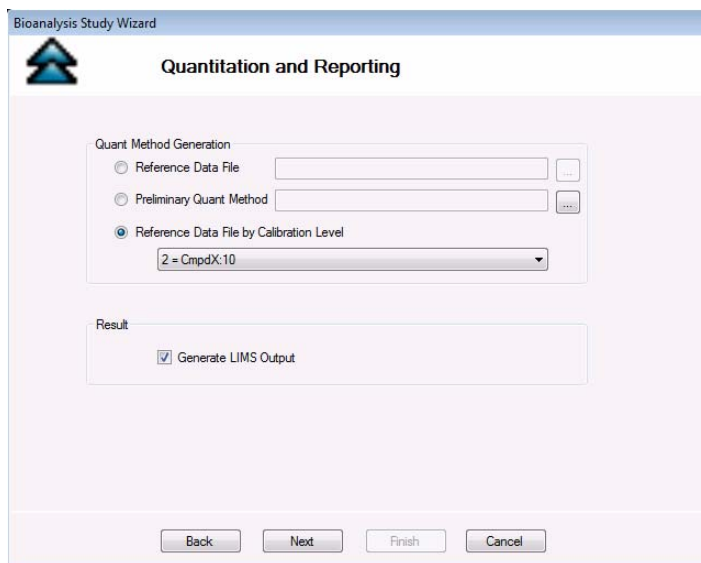 Bioanalysis Study Wizard
Quantitation and Reporting
Quant Method Generation
Reference Data File
...
Preliminary Quant Method
...
Reference Data File by Calibration Level
2 = CmpdX:10
Result
Generate LIMS Output
Back
Next
Finish
Cancel